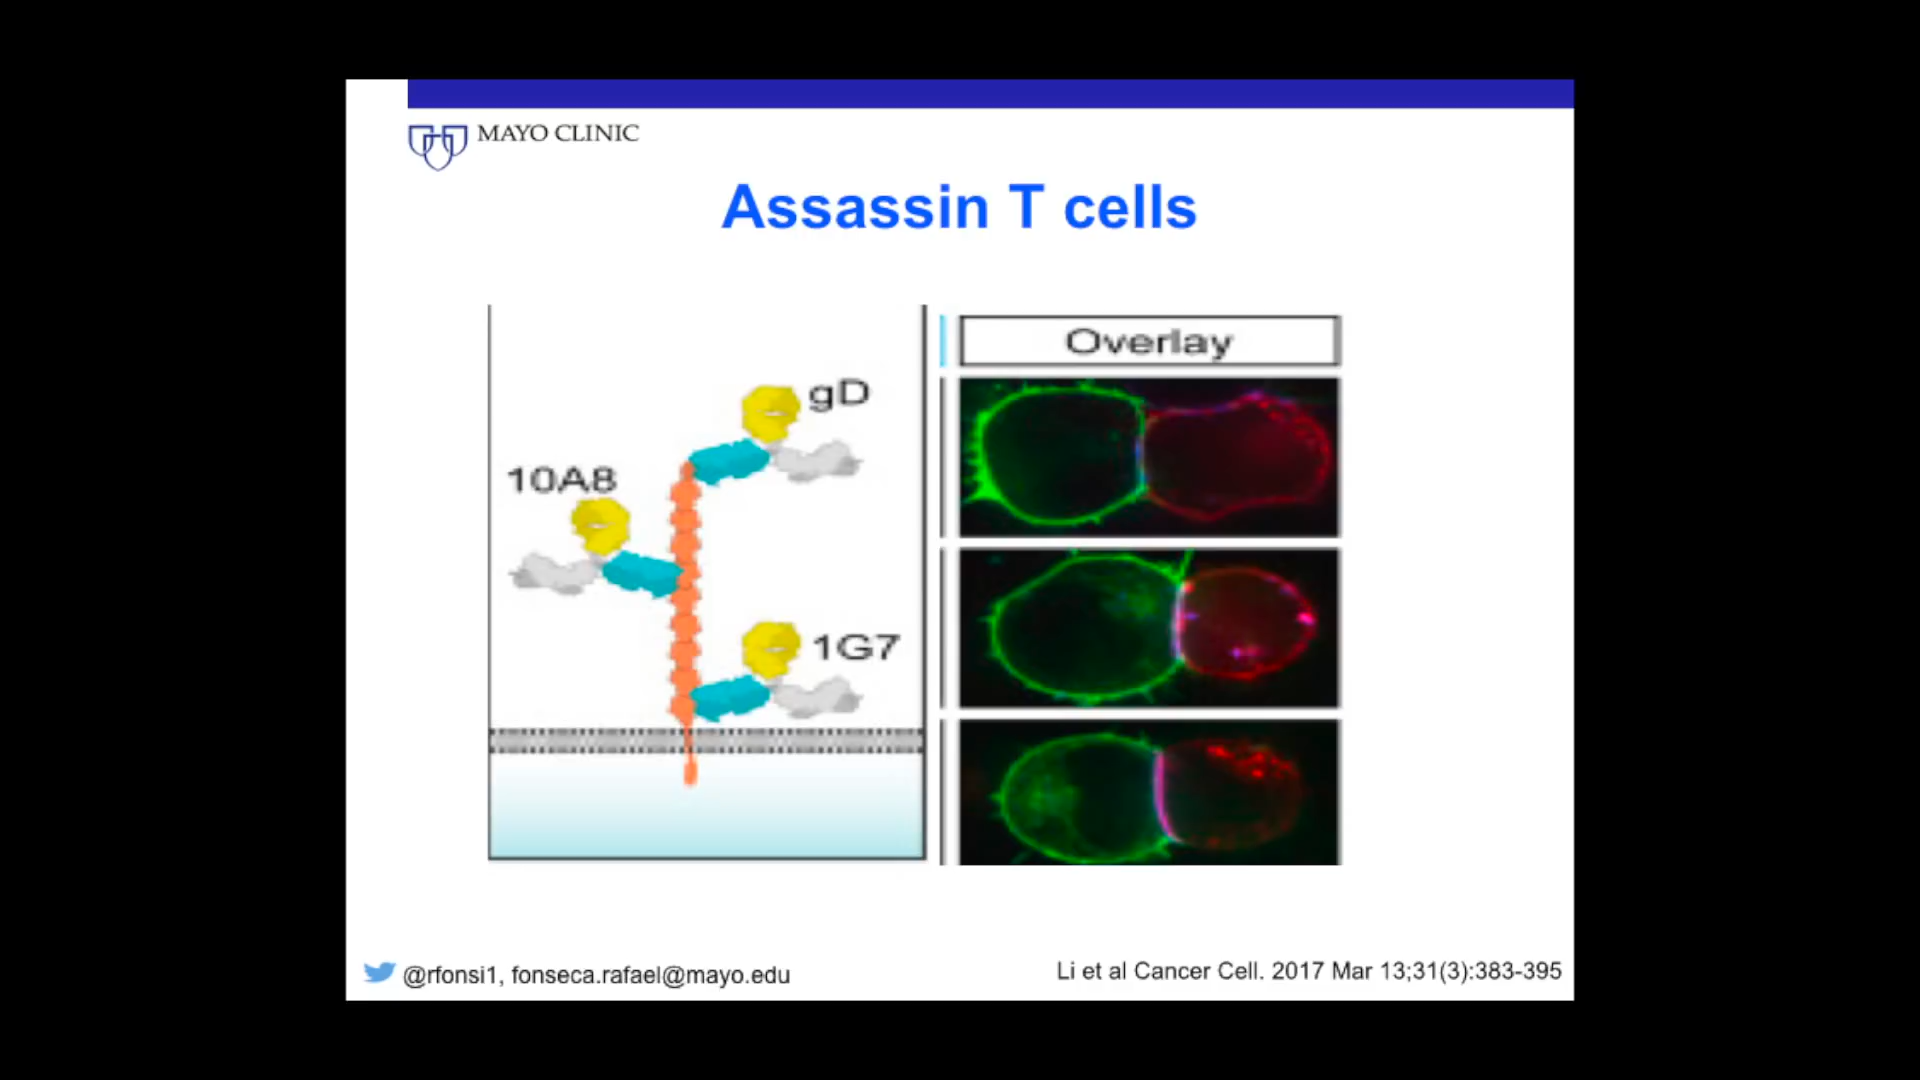 MAYO CLINIC
Assassin T cells
gD
10A8
1G7
Overlay
@rfonsi1, fonseca.rafael@mayo.edu
Li et al Cancer Cell. 2017 Mar 13;31(3):383-395